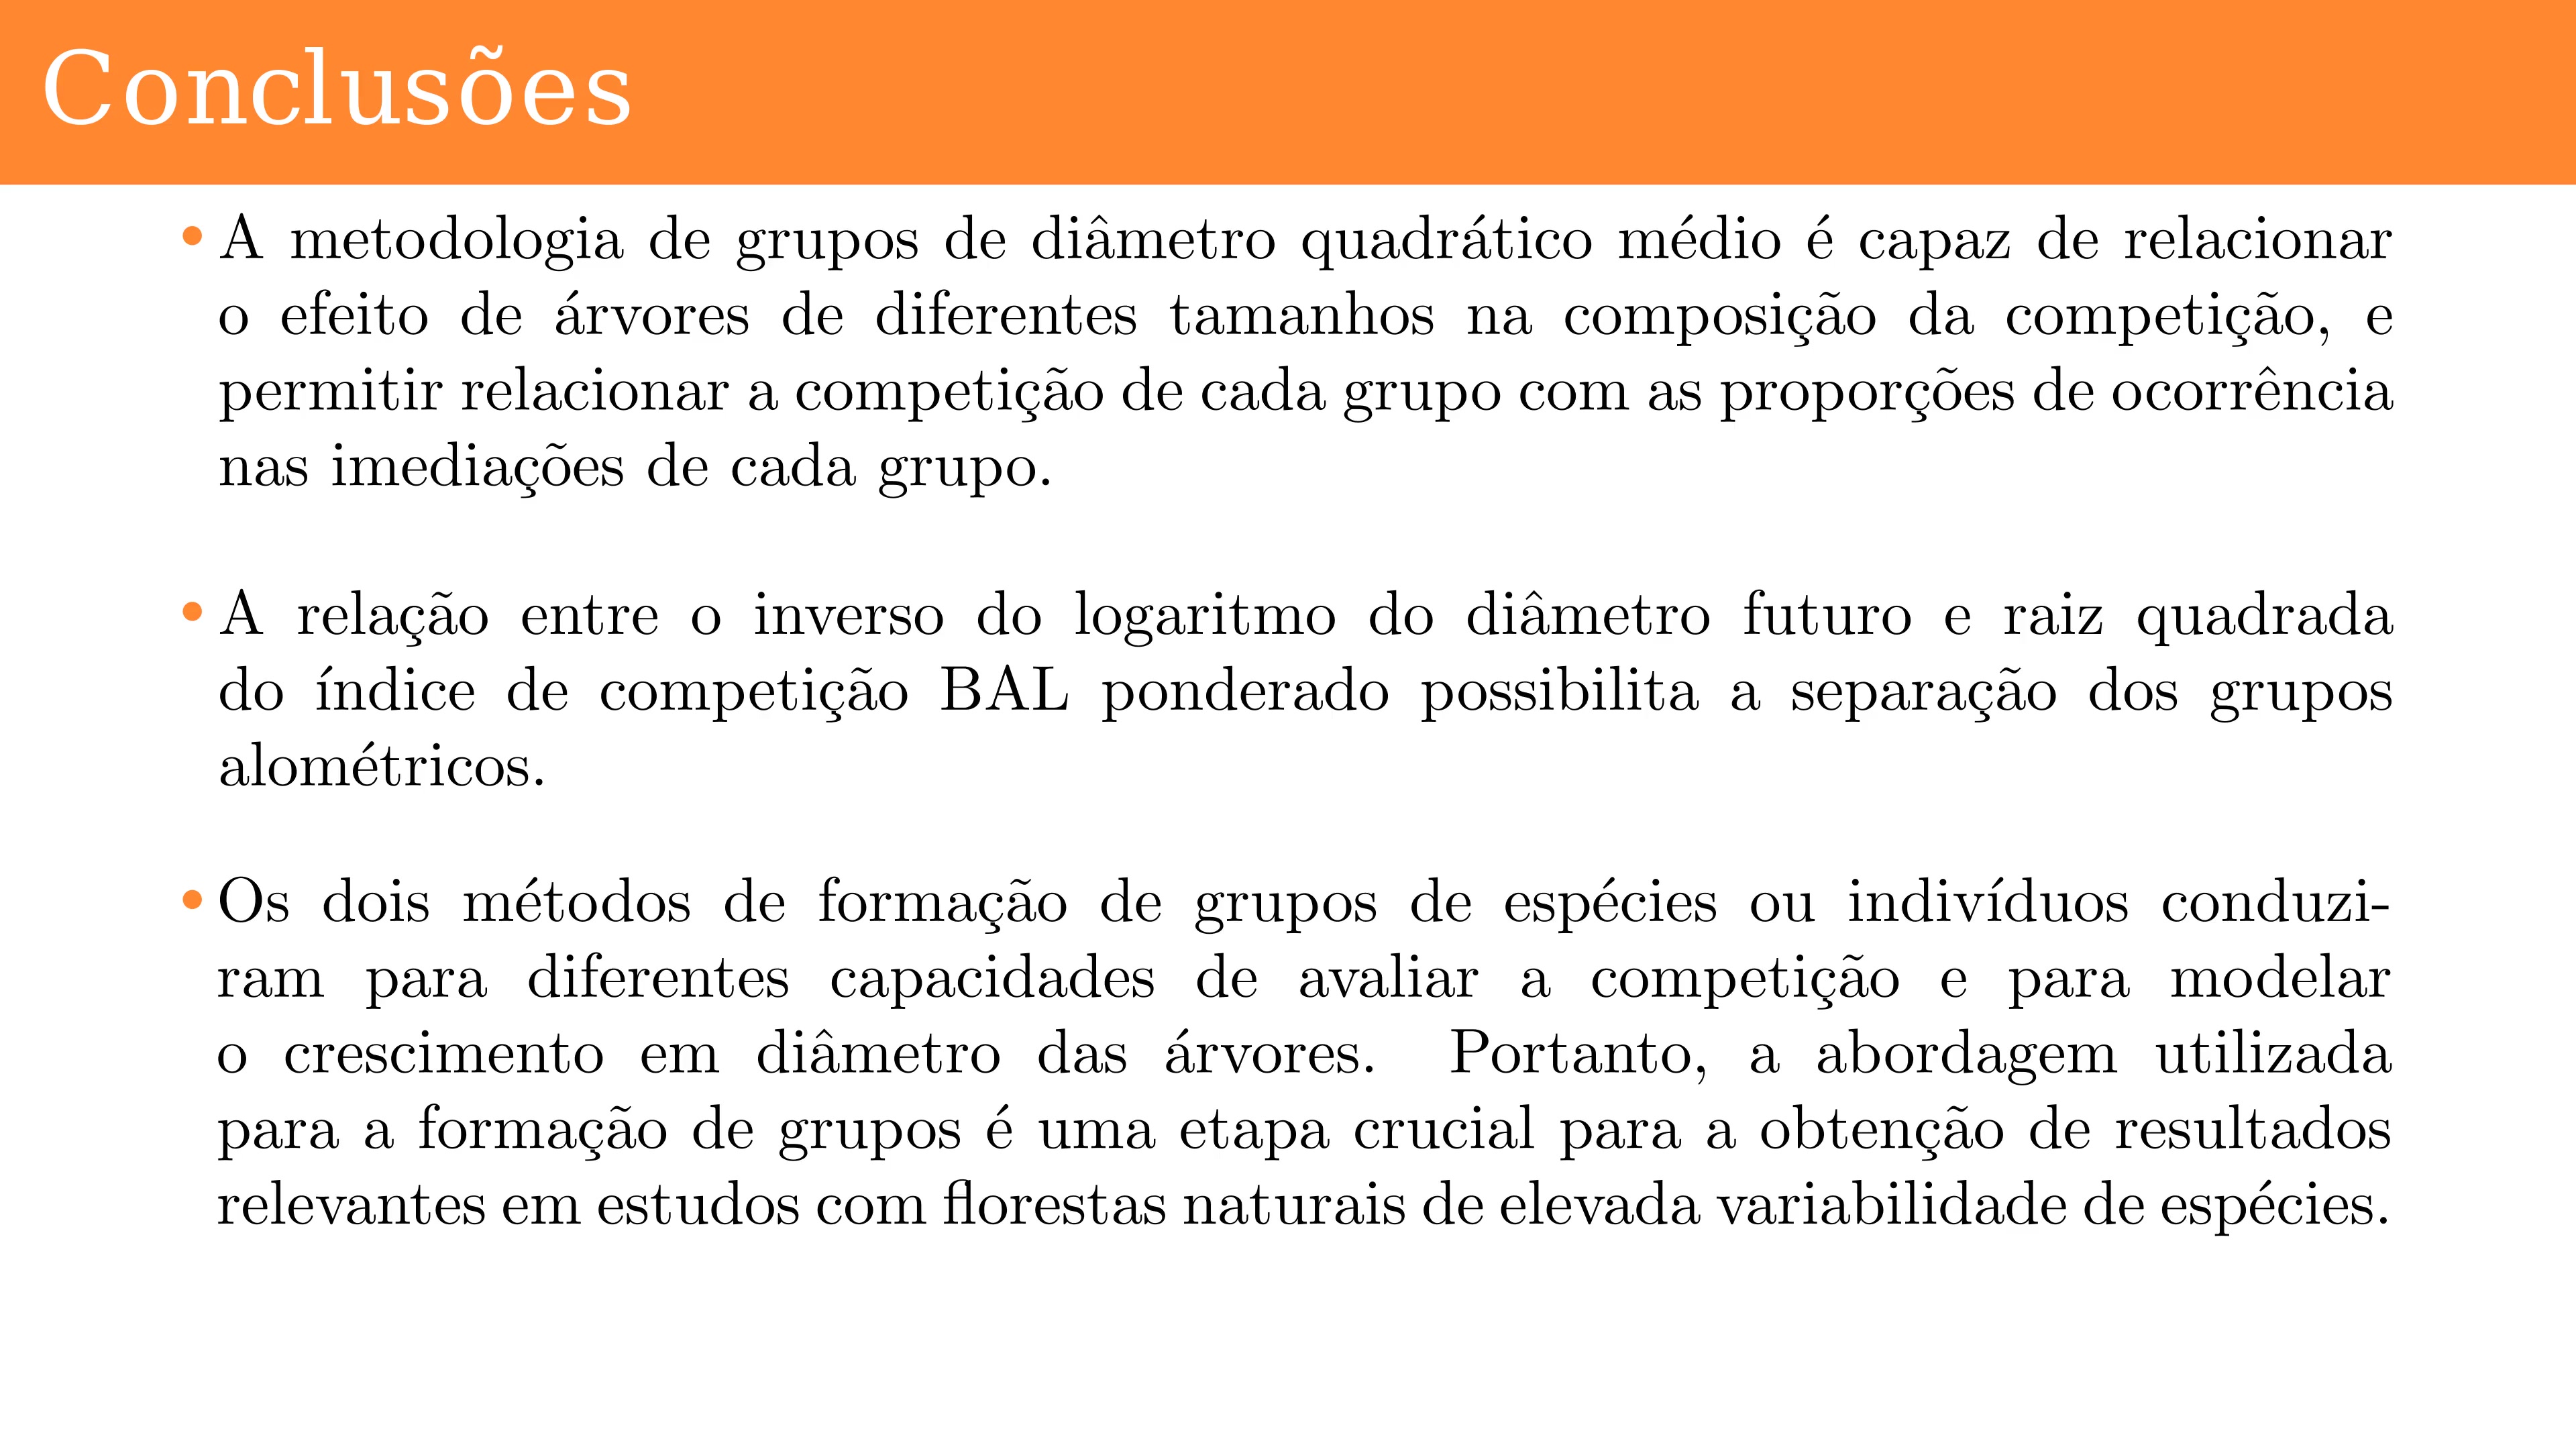 Conclusões
• A metodologia de grupos de diâmetro quadrático médio é capaz de relacionar
o efeito de árvores de diferentes tamanhos na composição da competição, e
permitir relacionar a competição de cada grupo com as proporções de ocorrência
nas imediações de cada grupo.
• A relação entre o inverso do logaritmo do diâmetro futuro e raiz quadrada
do índice de competição BAL ponderado possibilita a separação dos grupos
alométricos.
• Os dois métodos de formação de grupos de espécies ou indivíduos conduzi-
ram para diferentes capacidades de avaliar a competição e para modelar
o crescimento em diâmetro das árvores. Portanto, a abordagem utilizada
para a formação de grupos é uma etapa crucial para a obtenção de resultados
relevantes em estudos com florestas naturais de elevada variabilidade de espécies.